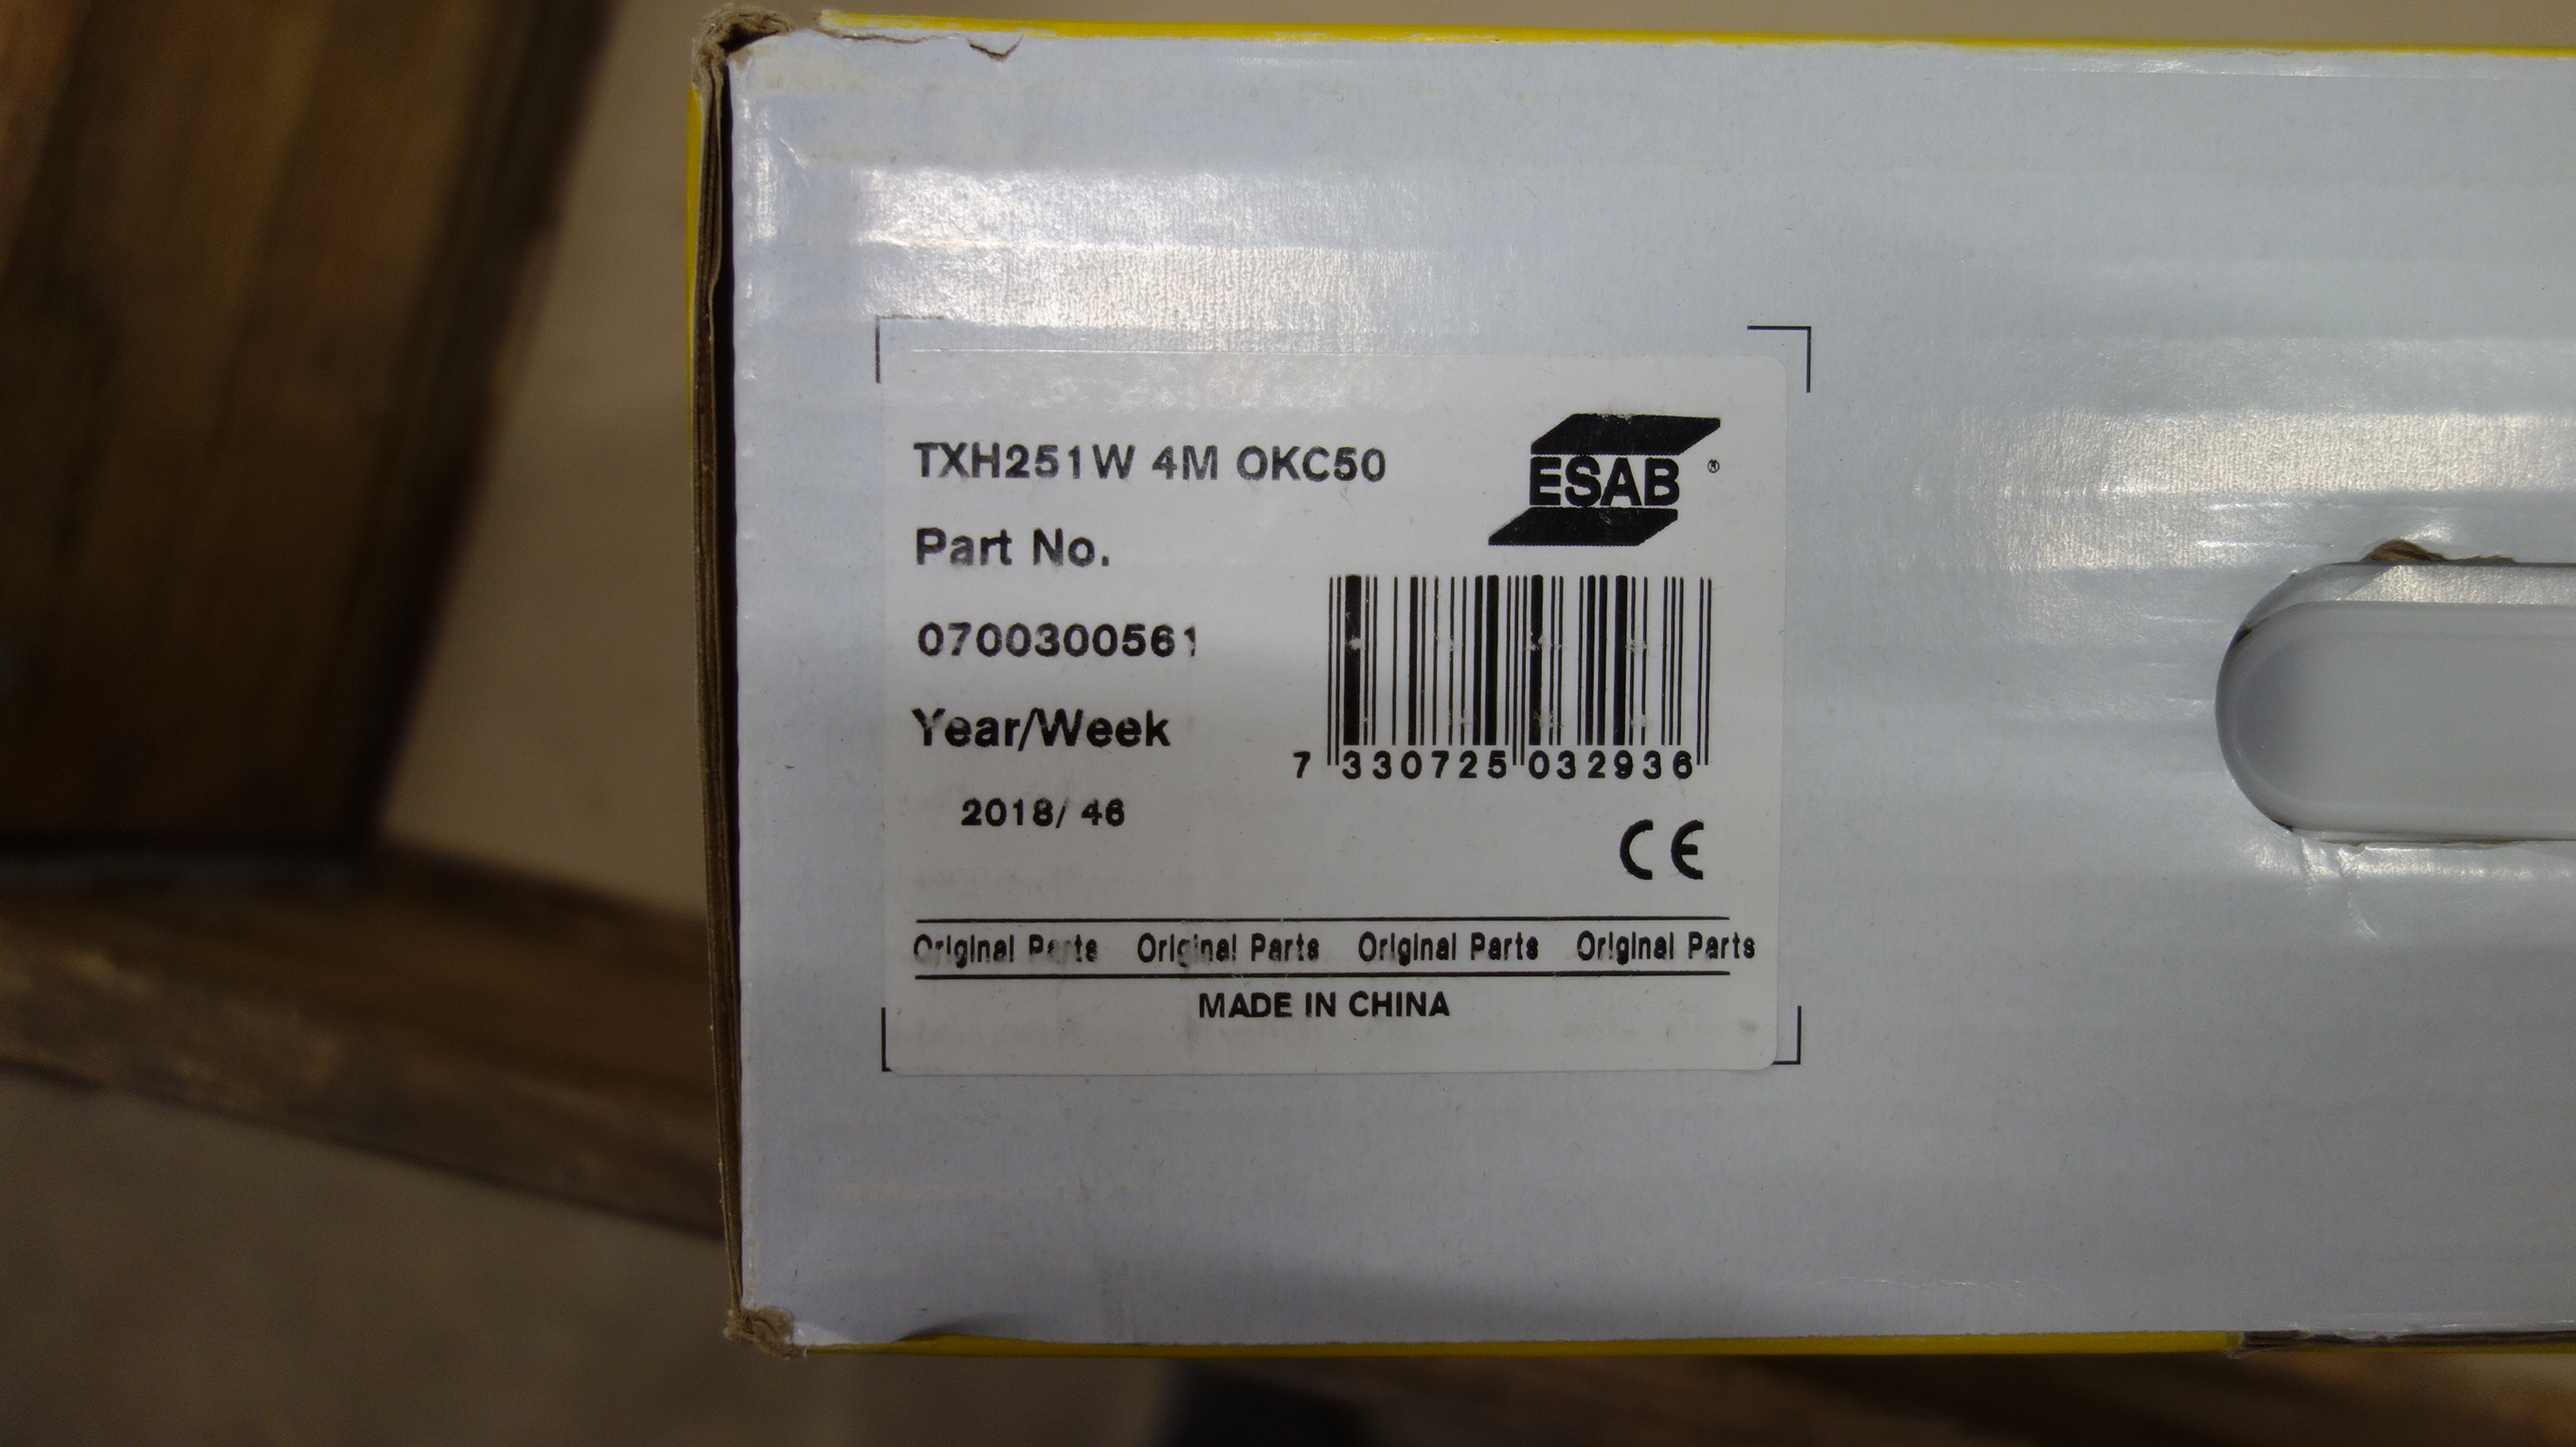 TXH251W 4M OKC50
ESAB®
Part No.
0700300561
Year/Week
7 330725 032936
2018/ 46
CE
Original Parts Original Parts Original Parts Original Parts
MADE IN CHINA